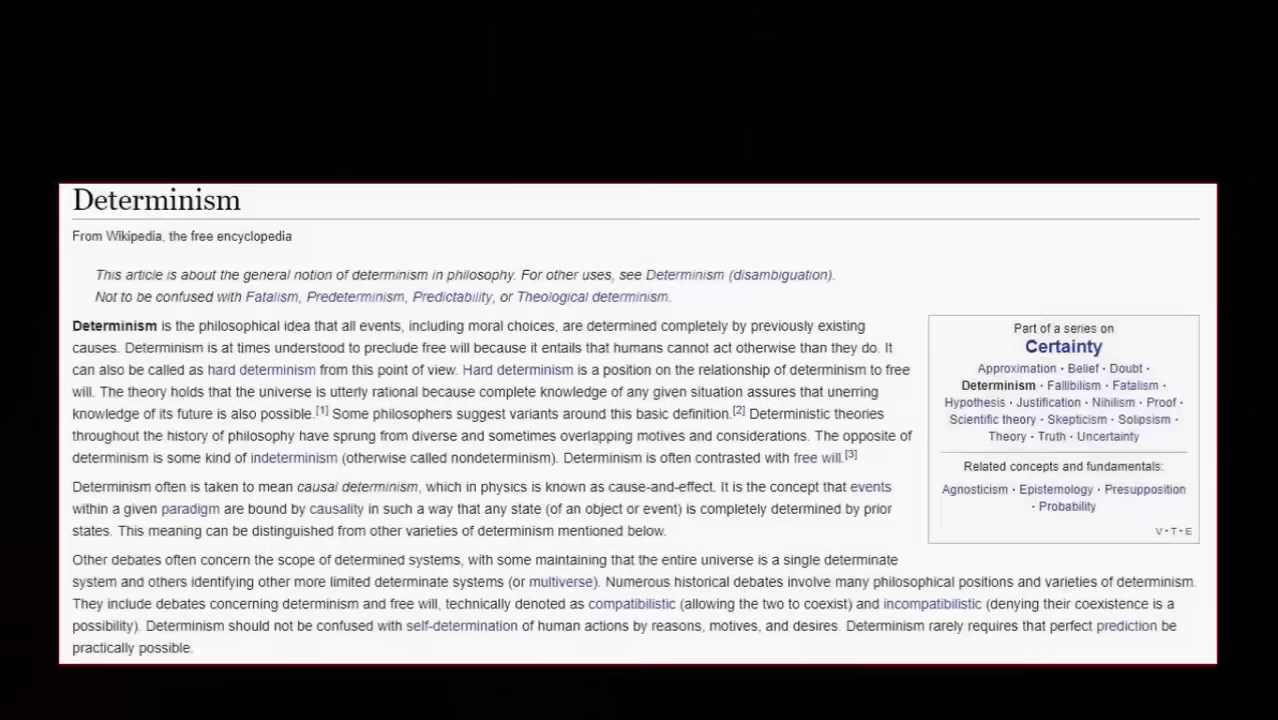 Determinism
From Wikipedia, the free encyclopedia
This article is about the general notion of determinism in philosophy. For other uses, see Determinism (disambiguation).
Not to be confused with Fatalism, Predeterminism, Predictability, or Theological determinism.
Determinism is the philosophical idea that all events, including moral choices, are determined completely by previously existing
causes. Determinism is at times understood to preclude free will because it entails that humans cannot act otherwise than they do. It
can also be called as hard determinism from this point of view. Hard determinism is a position on the relationship of determinism to free
will. The theory holds that the universe is utterly rational because complete knowledge of any given situation assures that unerring
knowledge of its future is also possible.[1] Some philosophers suggest variants around this basic definition.[2] Deterministic theories
throughout the history of philosophy have sprung from diverse and sometimes overlapping motives and considerations. The opposite of
determinism is some kind of indeterminism (otherwise called nondeterminism). Determinism is often contrasted with free will.[3]
Determinism often is taken to mean causal determinism, which in physics is known as cause-and-effect. It is the concept that events
within a given paradigm are bound by causality in such a way that any state (of an object or event) is completely determined by prior
states. This meaning can be distinguished from other varieties of determinism mentioned below.
Other debates often concern the scope of determined systems, with some maintaining that the entire universe is a single determinate
system and others identifying other more limited determinate systems (or multiverse). Numerous historical debates involve many philosophical positions and varieties of determinism.
They include debates concerning determinism and free will, technically denoted as compatibilistic (allowing the two to coexist) and incompatibilistic (denying their coexistence is a
possibility). Determinism should not be confused with self-determination of human actions by reasons, motives, and desires. Determinism rarely requires that perfect prediction be
practically possible.
Part of a series on
Certainty
Approximation · Belief · Doubt ·
Determinism · Fallibilism · Fatalism ·
Hypothesis · Justification · Nihilism · Proof ·
Scientific theory · Skepticism · Solipsism ·
Theory · Truth · Uncertainty
Related concepts and fundamentals:
Agnosticism · Epistemology · Presupposition
· Probability
V · T · E